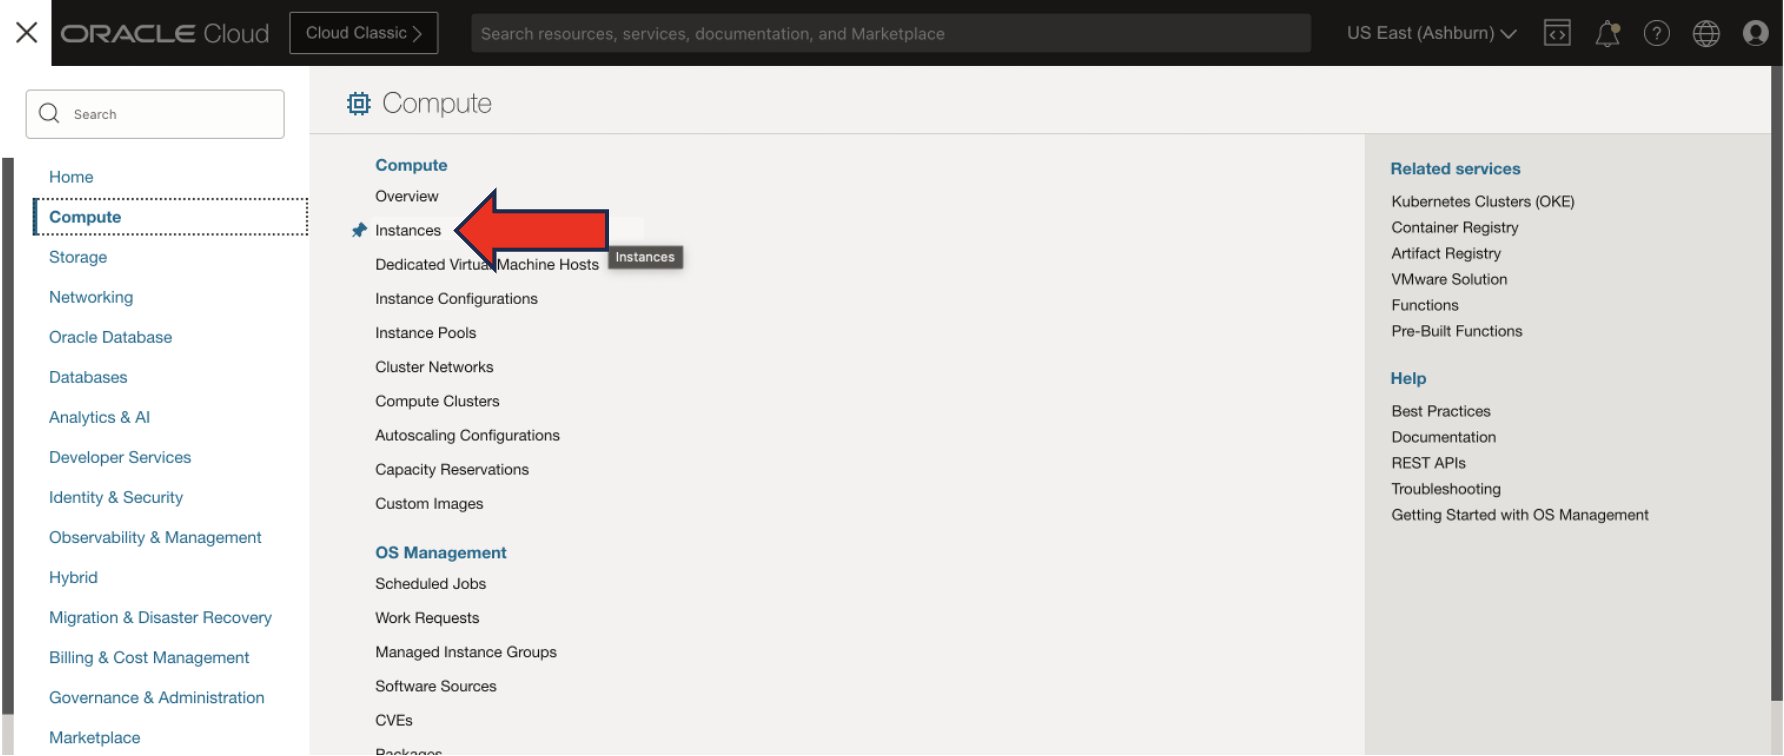 ORACLE Cloud
Cloud Classic
Search resources, services, documentation, and Marketplace
US East (Ashburn)
Search
Home
Compute
Storage
Networking
Oracle Database
Databases
Analytics & AI
Developer Services
Identity & Security
Observability & Management
Hybrid
Migration & Disaster Recovery
Billing & Cost Management
Governance & Administration
Marketplace
Compute
Compute
Overview
Instances
Instances
Dedicated Virtual Machine Hosts
Instance Configurations
Instance Pools
Cluster Networks
Compute Clusters
Autoscaling Configurations
Capacity Reservations
Custom Images
OS Management
Scheduled Jobs
Work Requests
Managed Instance Groups
Software Sources
CVEs
Packages
Related services
Kubernetes Clusters (OKE)
Container Registry
Artifact Registry
VMware Solution
Functions
Pre-Built Functions
Help
Best Practices
Documentation
REST APIs
Troubleshooting
Getting Started with OS Management